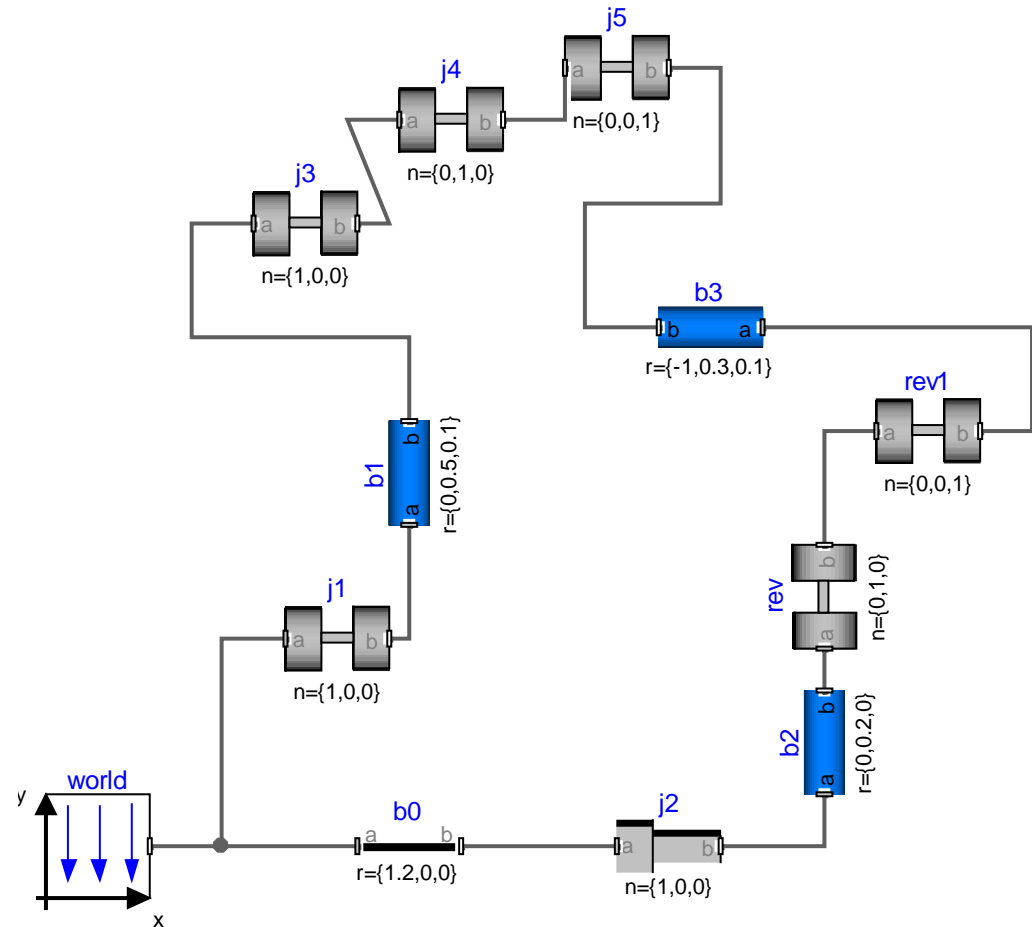 j5
a
b
n={0,0,1}
j4
a
b
n={0,1,0}
j3
a
b
n={1,0,0}
b3
b
a
r={-1,0.3,0.1}
rev1
a
b
n={0,0,1}
b1
b
a
r={0,0.5,0.1}
rev
b
a
n={0,1,0}
j1
a
b
n={1,0,0}
b2
b
a
r={0,0.2,0}
world
y
x
b0
a
b
r={1.2,0,0}
j2
a
b
n={1,0,0}